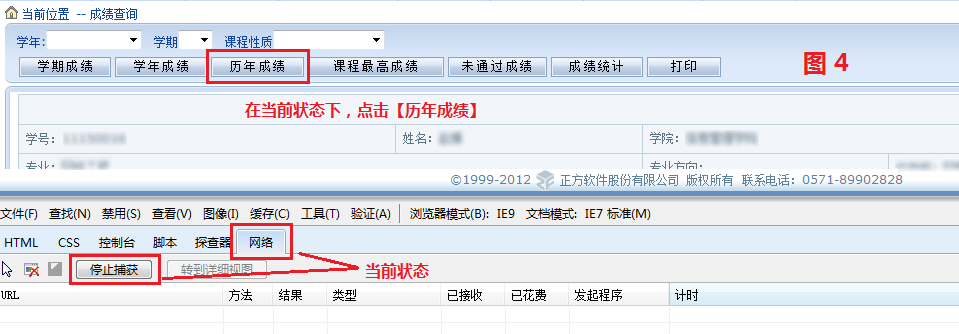 当前位置 -- 成绩查询
学年: 学期 课程性质
学期成绩 学年成绩 历年成绩 课程最高成绩 未通过成绩 成绩统计 打印
图 4
在当前状态下，点击【历年成绩】
学号: 姓名: 学院:
专业: 专业方向:
©1999-2012 正方软件股份有限公司 版权所有 联系电话：0571-89902828
文件(F) 查找(N) 禁用(S) 查看(V) 图像(I) 缓存(C) 工具(T) 验证(A) 浏览器模式(B): IE9 文档模式: IE7 标准(M)
HTML CSS 控制台 脚本 探查器 网络
停止捕获 转到详细视图 当前状态
URL 方法 结果 类型 已接收 已花费 发起程序 计时